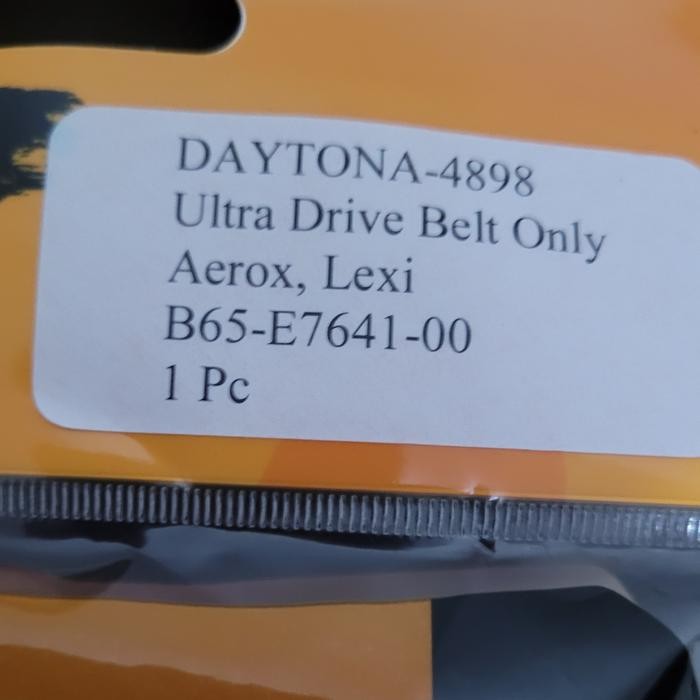 DAYTONA-4898
Ultra Drive Belt Only
Aerox, Lexi
B65-E7641-00
1 Pc